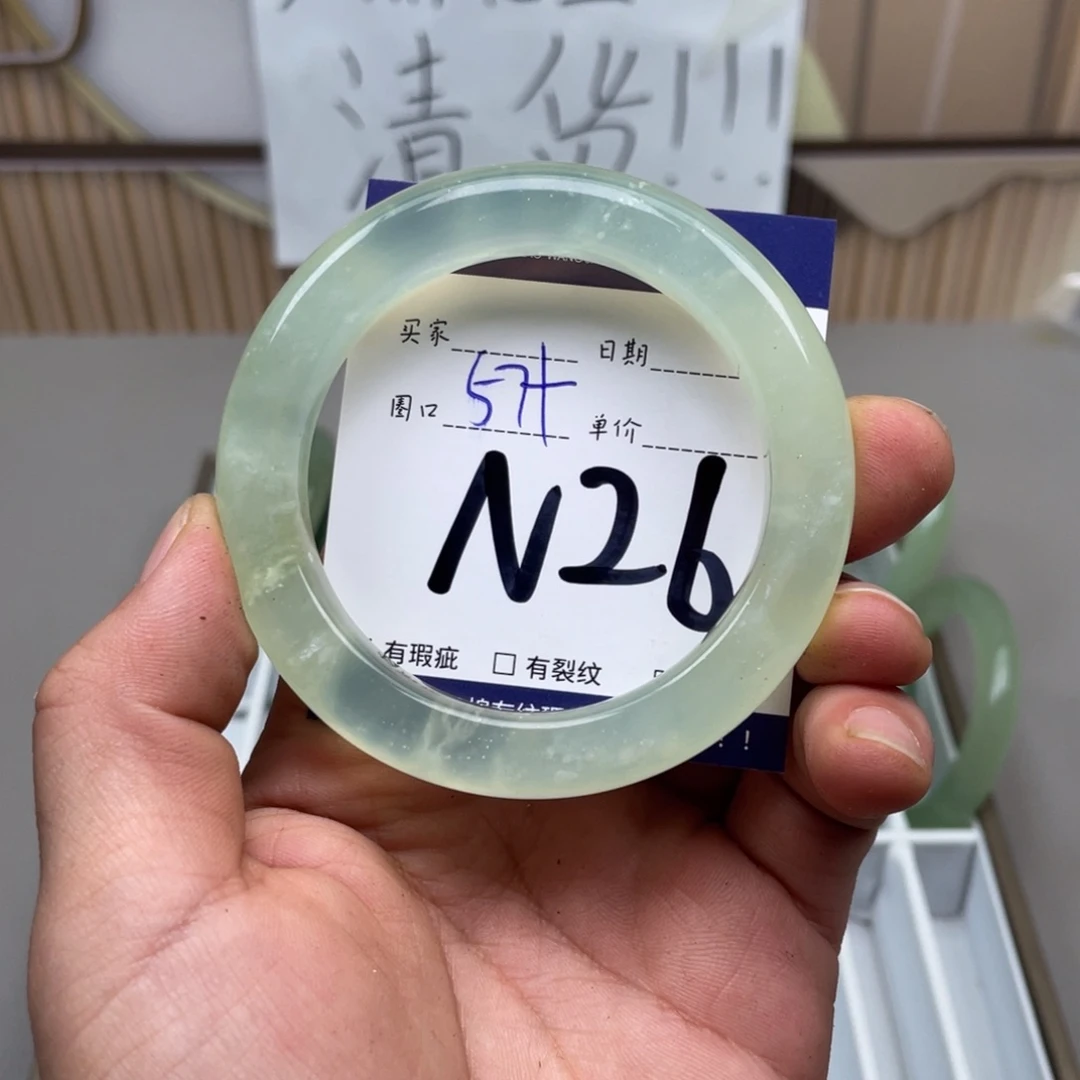 清货!!!
买家 日期
圈口 57+ 单价
N26
有瑕疵 □ 有裂纹
!